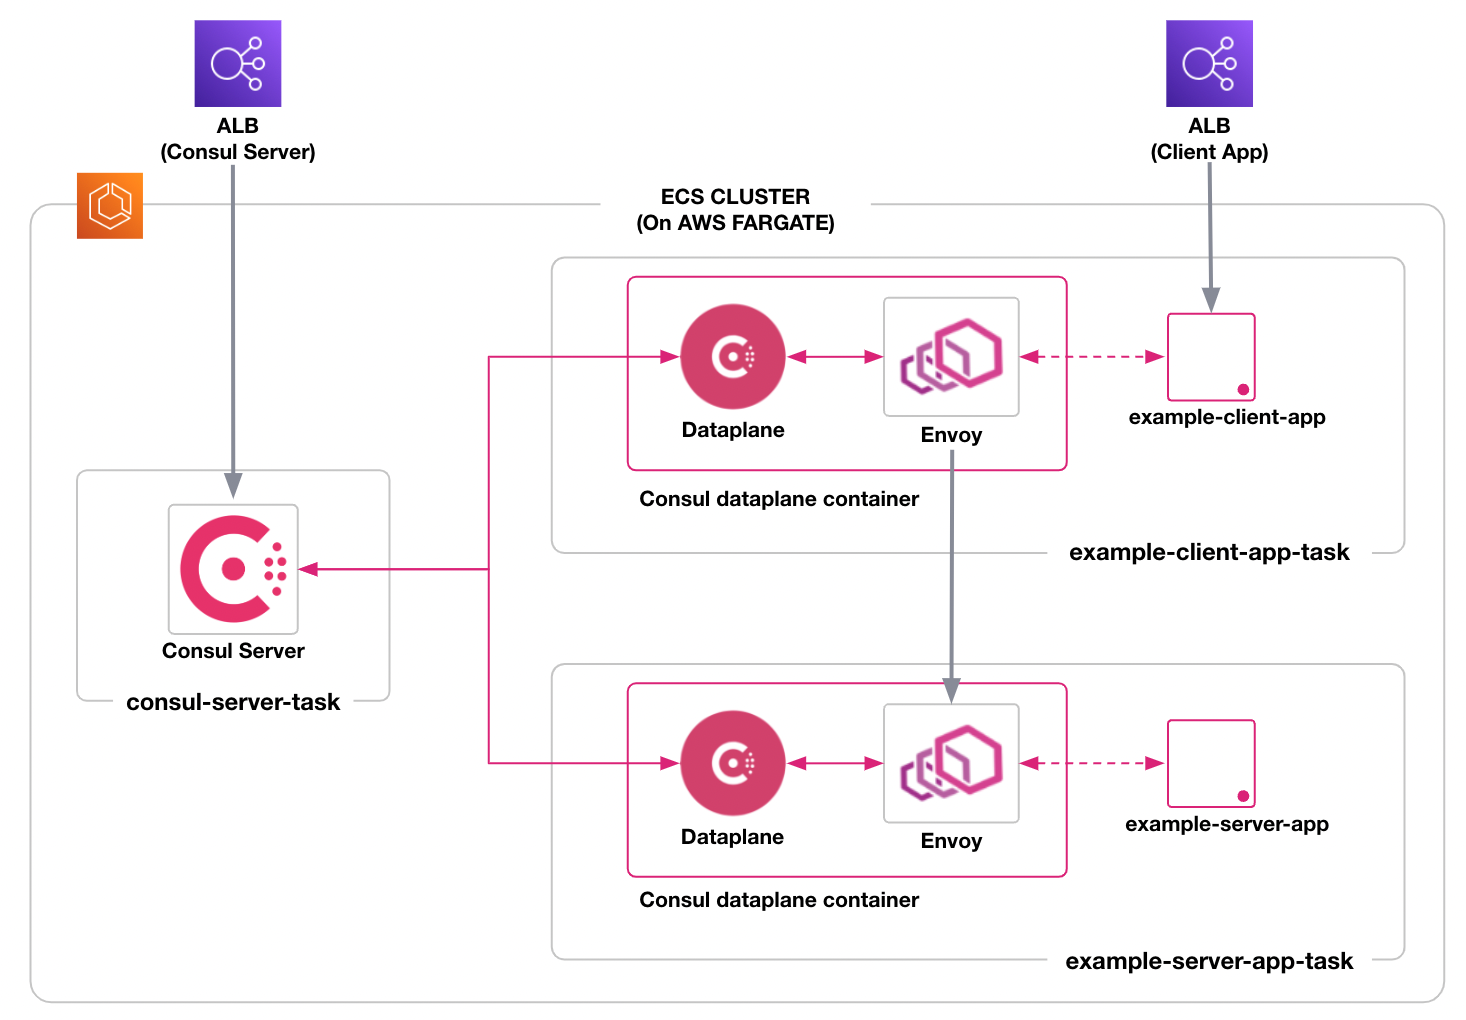 ALB
(Consul Server)
ALB
(Client App)
ECS CLUSTER
(On AWS FARGATE)
Dataplane
Envoy
example-client-app
Consul dataplane container
example-client-app-task
Consul Server
consul-server-task
Dataplane
Envoy
example-server-app
Consul dataplane container
example-server-app-task